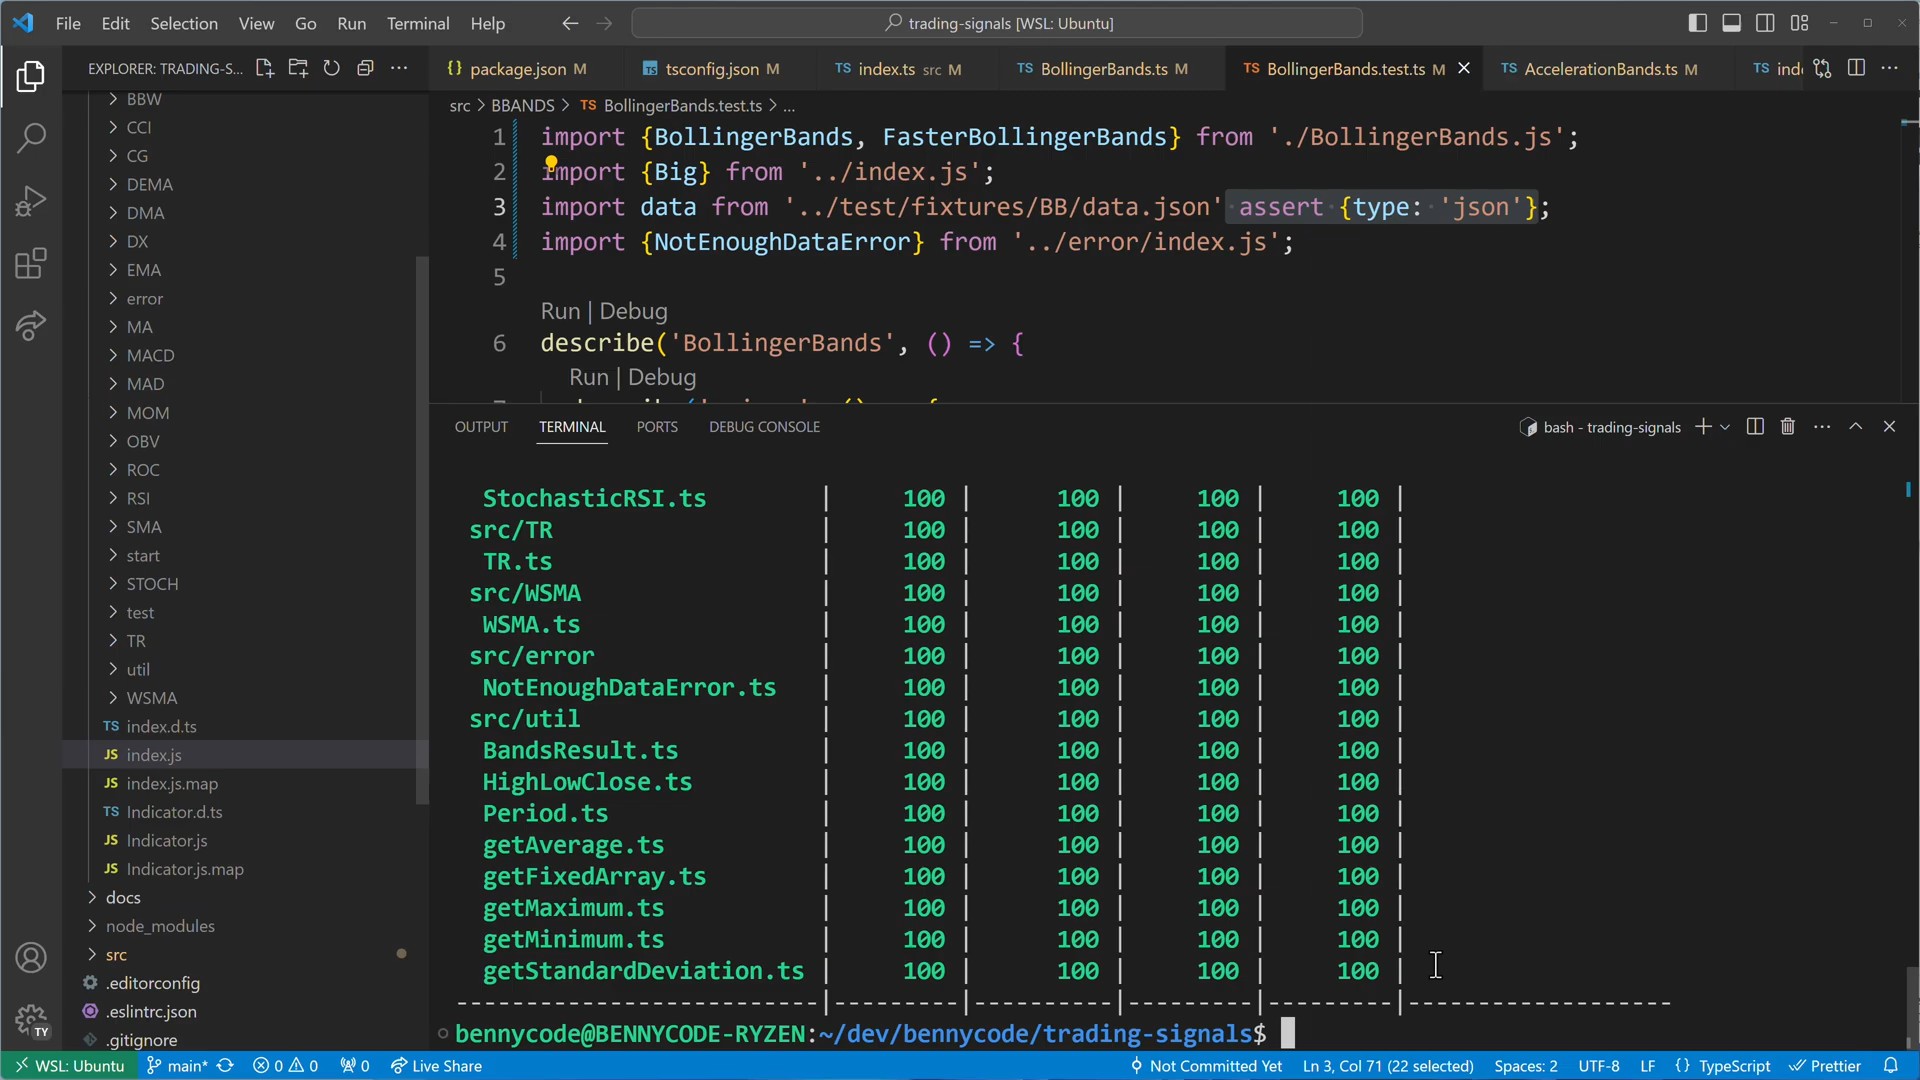 File Edit Selection View Go Run Terminal Help
trading-signals [WSL: Ubuntu]
EXPLORER: TRADING-S...
BBW
CCI
CG
DEMA
DMA
DX
EMA
error
MA
MACD
MAD
MOM
OBV
ROC
RSI
SMA
start
STOCH
test
TR
util
WSMA
TS index.d.ts
JS index.js
JS index.js.map
TS Indicator.d.ts
JS Indicator.js
JS Indicator.js.map
docs
node_modules
src
.editorconfig
.eslintrc.json
.gitignore
TY
{} package.json M
TS tsconfig.json M
TS index.ts src M
TS BollingerBands.ts M
TS BollingerBands.test.ts M
TS AccelerationBands.ts M
TS
src > BBANDS > TS BollingerBands.test.ts > ...
1 import {BollingerBands, FasterBollingerBands} from './BollingerBands.js';
2 import {Big} from '../index.js';
3 import data from '../test/fixtures/BB/data.json' assert {type: 'json'};
4 import {NotEnoughDataError} from '../error/index.js';
5
Run | Debug
6 describe('BollingerBands', () => {
Run | Debug
OUTPUT TERMINAL PORTS DEBUG CONSOLE
bash - trading-signals
StochasticRSI.ts | 100 | 100 | 100 | 100 |
src/TR | 100 | 100 | 100 | 100 |
TR.ts | 100 | 100 | 100 | 100 |
src/WSMA | 100 | 100 | 100 | 100 |
WSMA.ts | 100 | 100 | 100 | 100 |
src/error | 100 | 100 | 100 | 100 |
NotEnoughDataError.ts | 100 | 100 | 100 | 100 |
src/util | 100 | 100 | 100 | 100 |
BandsResult.ts | 100 | 100 | 100 | 100 |
HighLowClose.ts | 100 | 100 | 100 | 100 |
Period.ts | 100 | 100 | 100 | 100 |
getAverage.ts | 100 | 100 | 100 | 100 |
getFixedArray.ts | 100 | 100 | 100 | 100 |
getMaximum.ts | 100 | 100 | 100 | 100 |
getMinimum.ts | 100 | 100 | 100 | 100 |
getStandardDeviation.ts | 100 | 100 | 100 | 100 |
bennycode@BENNYCODE-RYZEN:~/dev/bennycode/trading-signals$
WSL: Ubuntu main* 0 0 0 Live Share Not Committed Yet Ln 3, Col 71 (22 selected) Spaces: 2 UTF-8 LF {} TypeScript Prettier